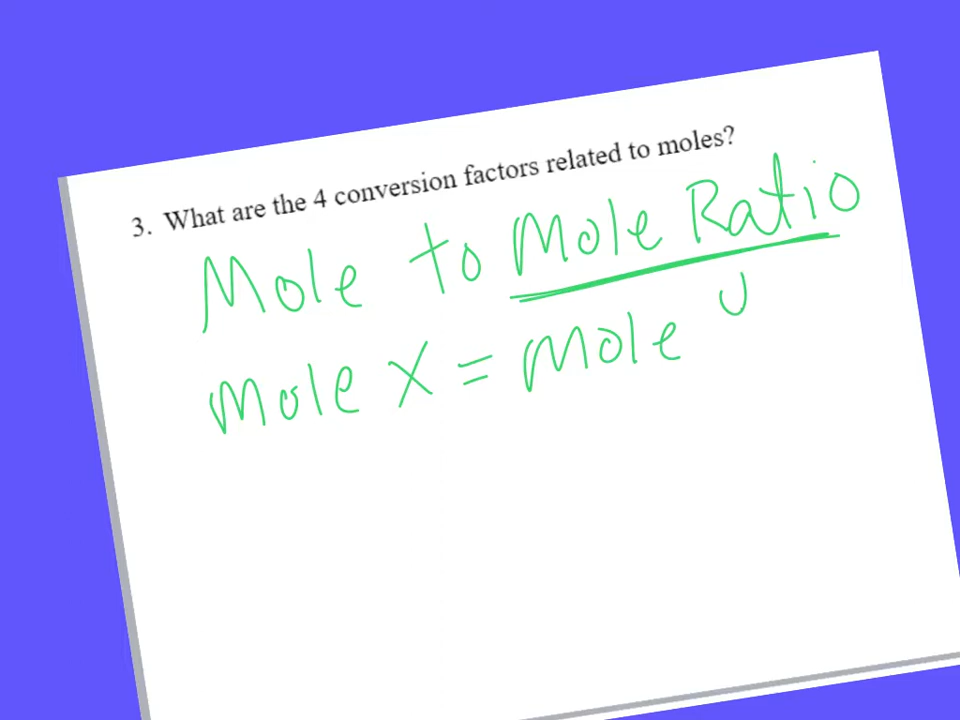 3. What are the 4 conversion factors related to moles?
Mole to Mole Ratio
Mole X = Mole